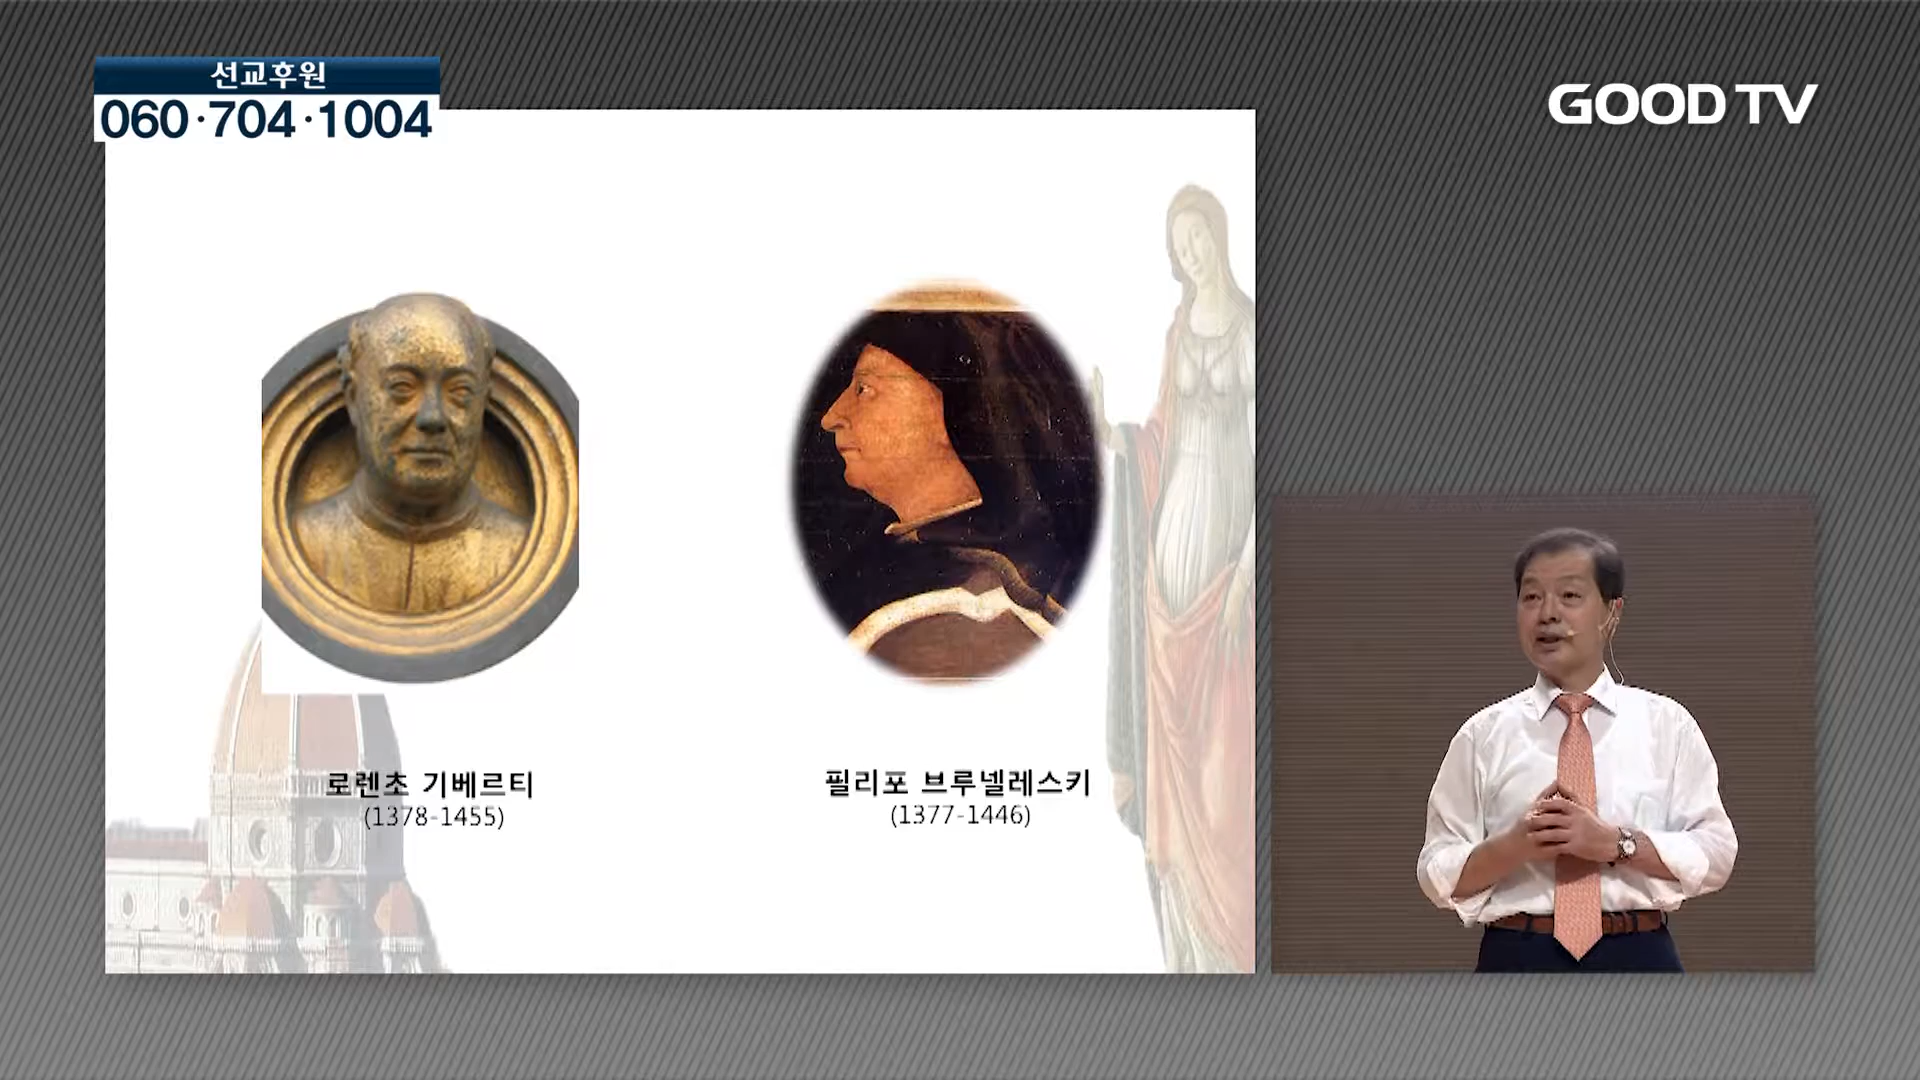 선교후원
060·704·1004
GOOD TV
로렌초 기베르티
(1378-1455)
필리포 브루넬레스키
(1377-1446)